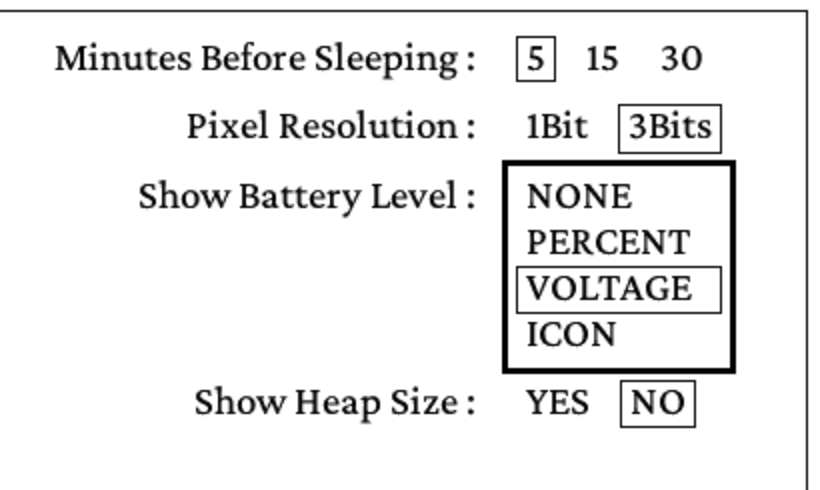 Minutes Before Sleeping : 5 15 30
Pixel Resolution : 1Bit 3Bits
Show Battery Level : NONE
PERCENT
VOLTAGE
ICON
Show Heap Size : YES NO